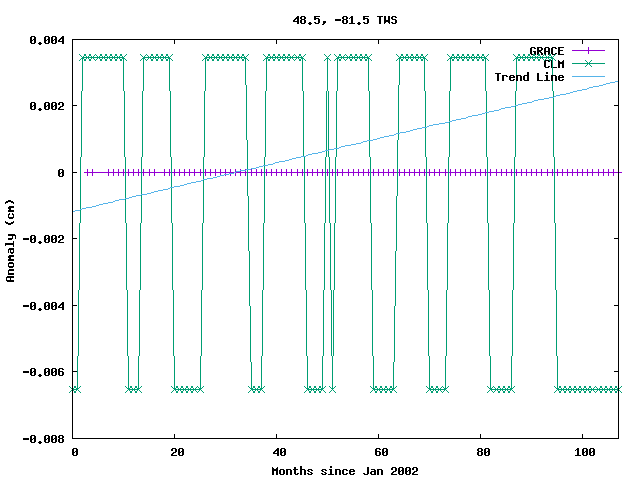 48.5, -81.5 TWS
0.004
GRACE
CLM
Trend Line
0.002
0
-0.002
Anomaly (cm)
-0.004
-0.006
-0.008
0 20 40 60 80 100
Months since Jan 2002